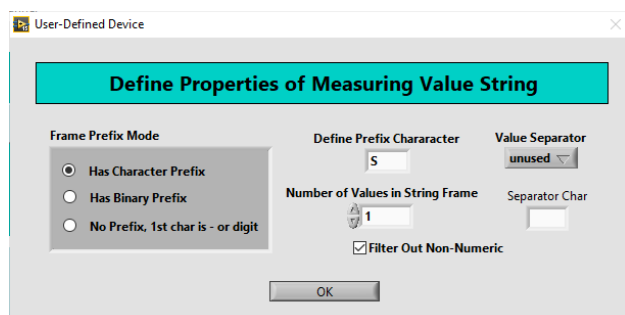 User-Defined Device
Define Properties of Measuring Value String
Frame Prefix Mode
Has Character Prefix
Has Binary Prefix
No Prefix, 1st char is - or digit
Define Prefix Chararacter
S
Number of Values in String Frame
1
Filter Out Non-Numeric
Value Separator
unused
Separator Char
OK